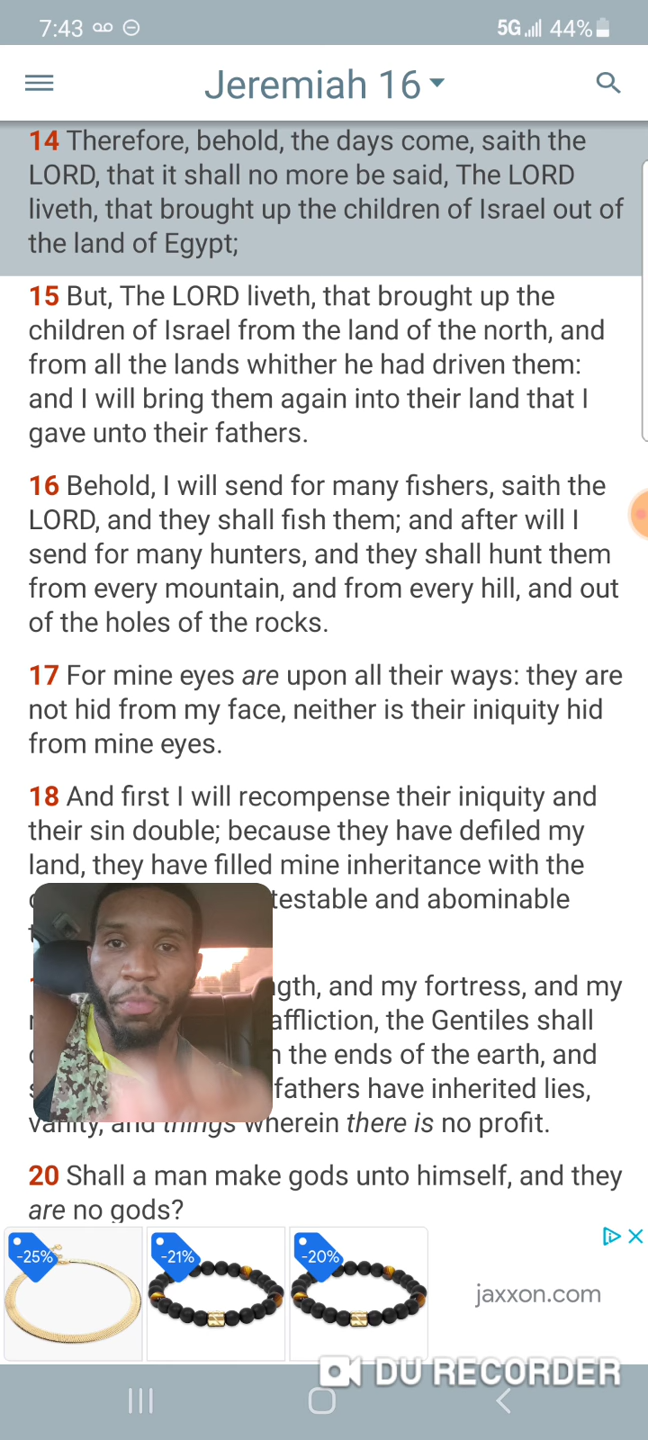 7:43
5G 44%
Jeremiah 16
14 Therefore, behold, the days come, saith the
LORD, that it shall no more be said, The LORD
liveth, that brought up the children of Israel out of
the land of Egypt;
15 But, The LORD liveth, that brought up the
children of Israel from the land of the north, and
from all the lands whither he had driven them:
and I will bring them again into their land that I
gave unto their fathers.
16 Behold, I will send for many fishers, saith the
LORD, and they shall fish them; and after will I
send for many hunters, and they shall hunt them
from every mountain, and from every hill, and out
of the holes of the rocks.
17 For mine eyes are upon all their ways: they are
not hid from my face, neither is their iniquity hid
from mine eyes.
18 And first I will recompense their iniquity and
their sin double; because they have defiled my
land, they have filled mine inheritance with the
testable and abominable
gth, and my fortress, and my
affliction, the Gentiles shall
the ends of the earth, and
fathers have inherited lies,
vanity, and things wherein there is no profit.
20 Shall a man make gods unto himself, and they
are no gods?
-25%
-21%
-20%
jaxxon.com
DU RECORDER